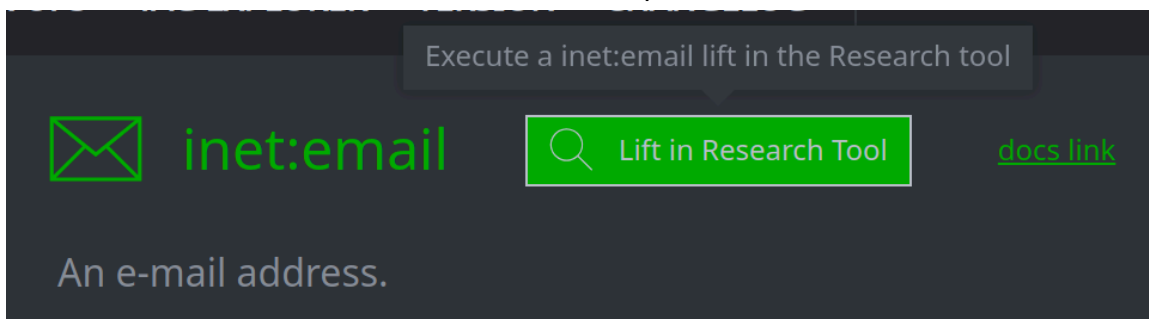 Execute a inet:email lift in the Research tool
inet:email
Lift in Research Tool
docs link
An e-mail address.